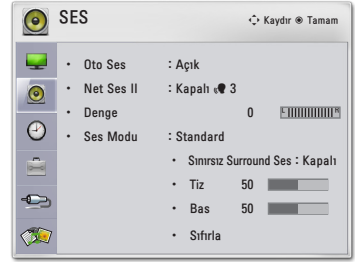 SES
Kaydır Tamam
• Oto Ses : Açık
• Net Ses II : Kapalı 3
• Denge 0 L R
• Ses Modu : Standard
• Sınırsız Surround Ses : Kapalı
• Tiz 50
• Bas 50
• Sıfırla